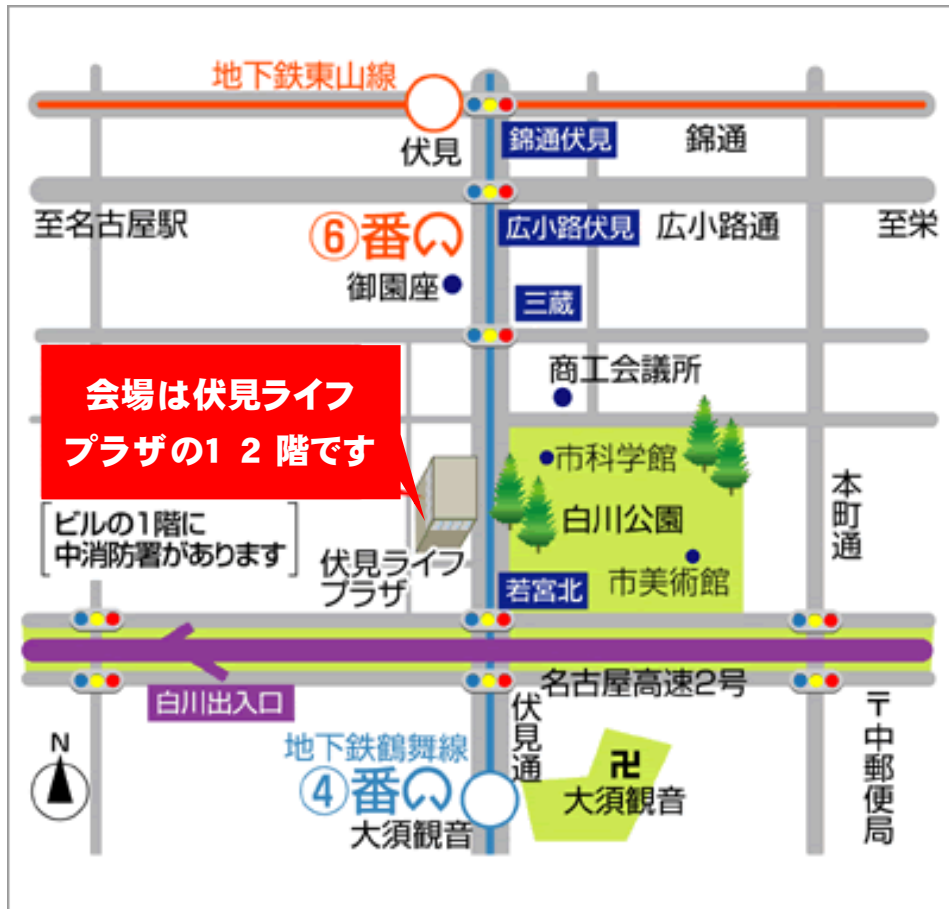 地下鉄東山線
伏見
錦通伏見
錦通
至名古屋駅
⑥番
広小路伏見
広小路通
至栄
御園座
三蔵
会場は伏見ライフ
プラザの1 2 階です
商工会議所
市科学館
白川公園
本町通
ビルの1階に
中消防署があります
伏見ライフ
プラザ
若宮北
市美術館
白川出入口
名古屋高速2号
伏見通
〒中郵便局
N
地下鉄鶴舞線
④番
大須観音
卍
大須観音